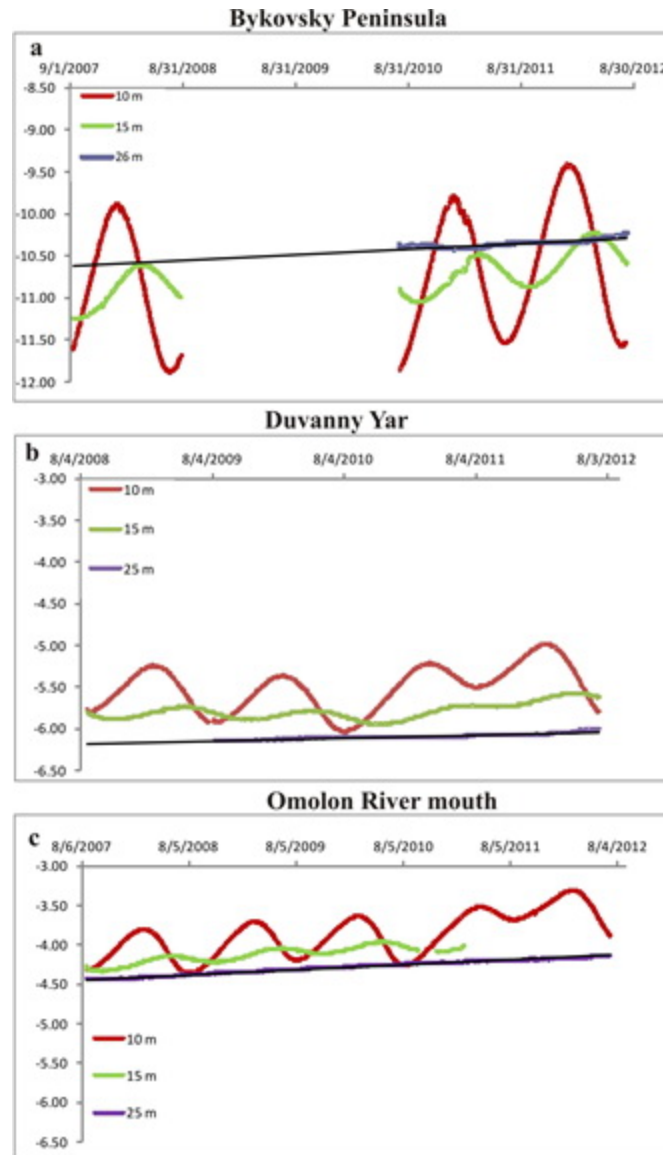 Bykovsky Peninsula
a
9/1/2007 8/31/2008 8/31/2009 8/31/2010 8/31/2011 8/30/2012
-8.50
10 m
-9.00
15 m
-9.50
26 m
-10.00
-10.50
-11.00
-11.50
-12.00
Duvanny Yar
b
8/4/2008 8/4/2009 8/4/2010 8/4/2011 8/3/2012
-3.00
10 m
-3.50
15 m
-4.00
25 m
-4.50
-5.00
-5.50
-6.00
-6.50
Omolon River mouth
c
8/6/2007 8/5/2008 8/5/2009 8/5/2010 8/5/2011 8/4/2012
-3.00
-3.50
-4.00
-4.50
-5.00
10 m
-5.50
15 m
-6.00
25 m
-6.50